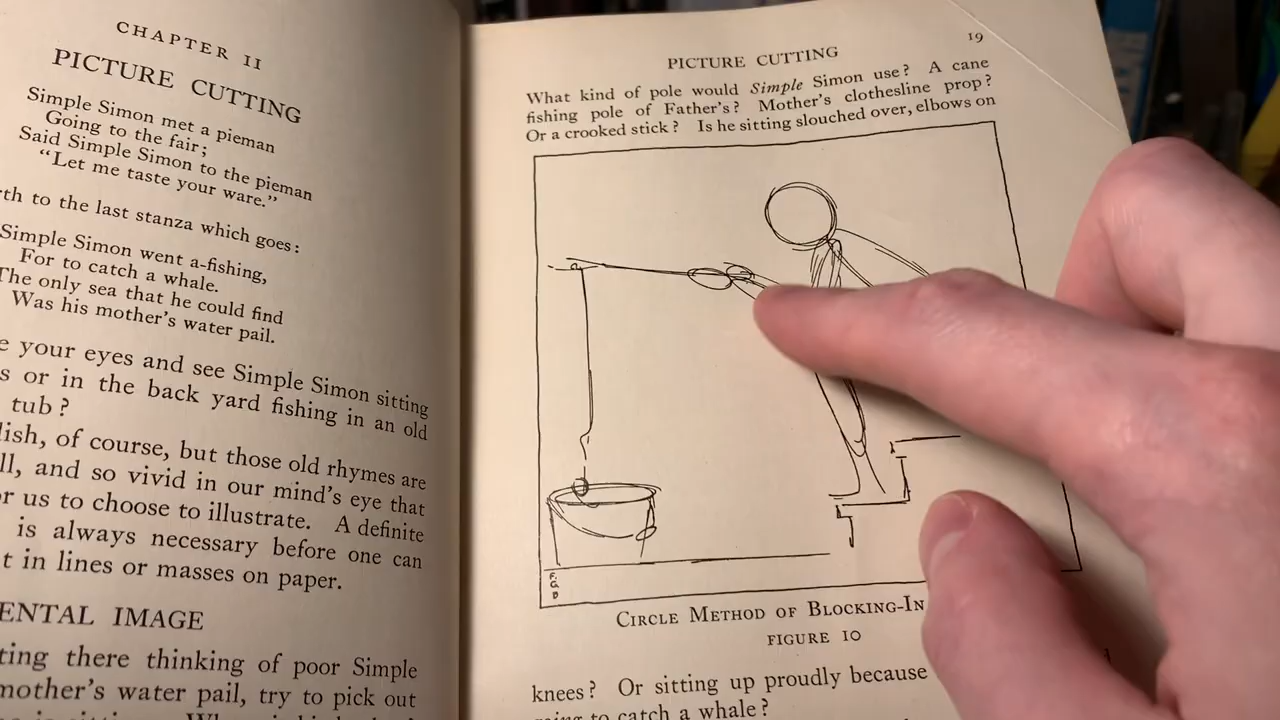 CHAPTER II
PICTURE CUTTING
Simple Simon met a pieman
Going to the fair;
Said Simple Simon to the pieman
“Let me taste your ware.”
to the last stanza which goes:
Simple Simon went a-fishing,
For to catch a whale.
The only sea that he could find
Was his mother’s water pail.
your eyes and see Simple Simon sitting
or in the back yard fishing in an old
tub?
of course, but those old rhymes are
and so vivid in our mind’s eye that
us to choose to illustrate. A definite
is always necessary before one can
in lines or masses on paper.
IMAGE
there thinking of poor Simple
mother’s water pail, try to pick out
PICTURE CUTTING
19
What kind of pole would Simple Simon use? A cane
fishing pole of Father’s? Mother’s clothesline prop?
Or a crooked stick? Is he sitting slouched over, elbows on
F
G
D
CIRCLE METHOD OF BLOCKING-IN
FIGURE 10
knees? Or sitting up proudly because
to catch a whale?